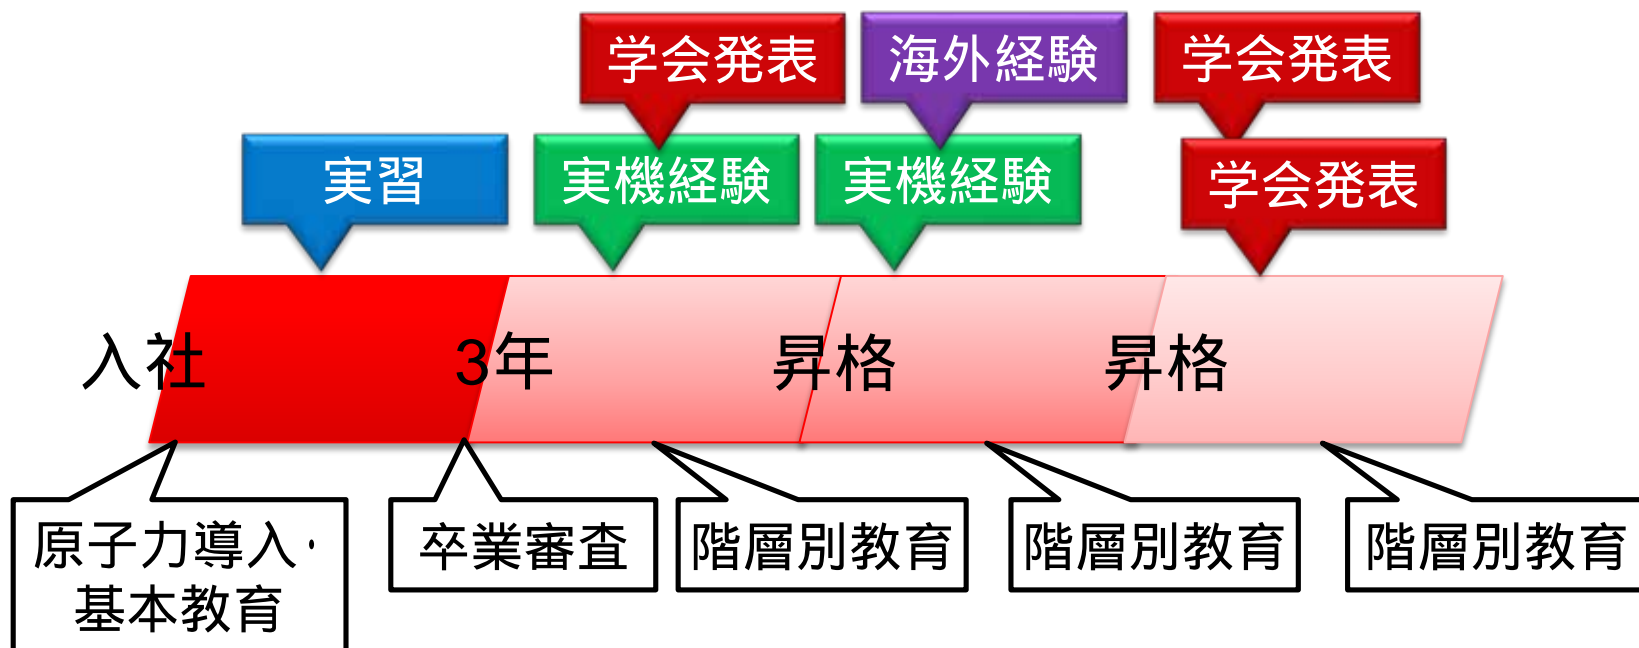 学会発表
海外経験
学会発表
実習
実機経験
実機経験
学会発表
入社
3年
昇格
昇格
原子力導入・
基本教育
卒業審査
階層別教育
階層別教育
階層別教育